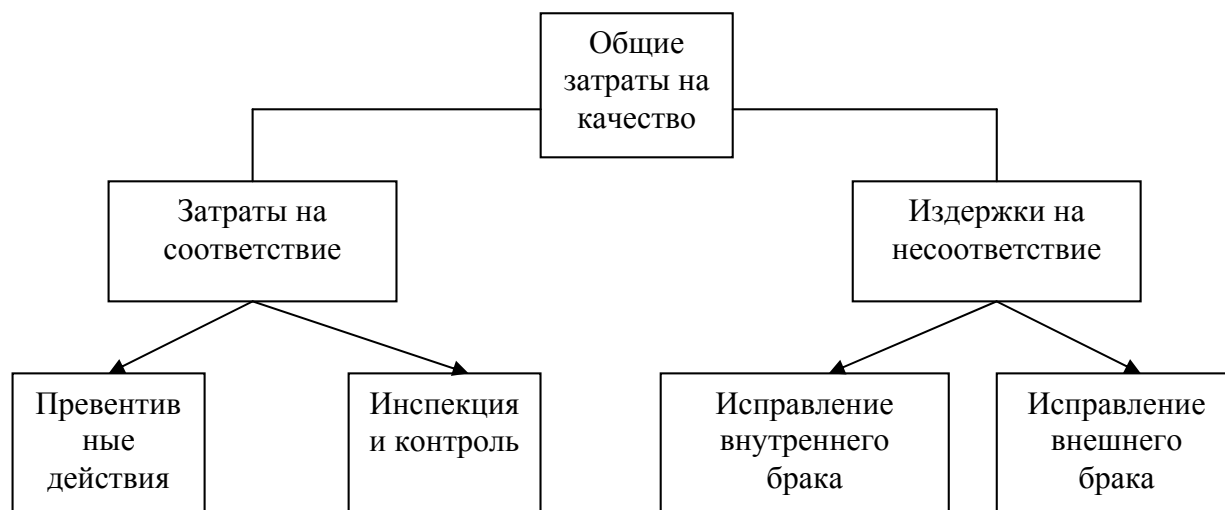 Общие
затраты на
качество
Затраты на
соответствие
Издержки на
несоответствие
Превентив
ные
действия
Инспекция
и контроль
Исправление
внутреннего
брака
Исправление
внешнего
брака